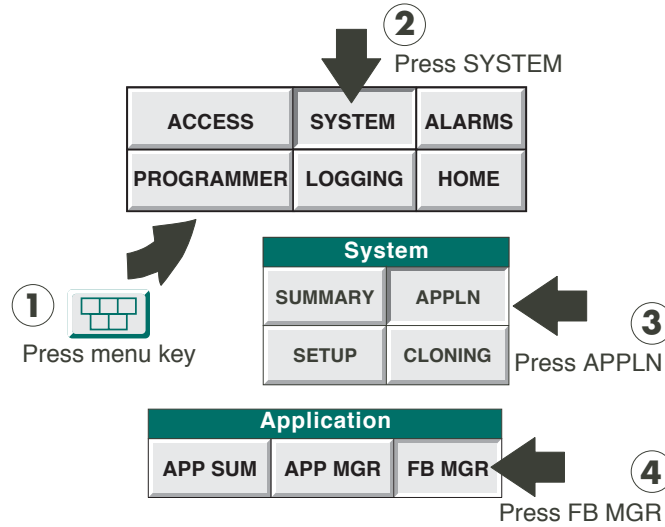 2
Press SYSTEM
ACCESS SYSTEM ALARMS
PROGRAMMER LOGGING HOME
System
SUMMARY APPLN
SETUP CLONING
1
Press menu key
3
Press APPLN
Application
APP SUM APP MGR FB MGR
4
Press FB MGR